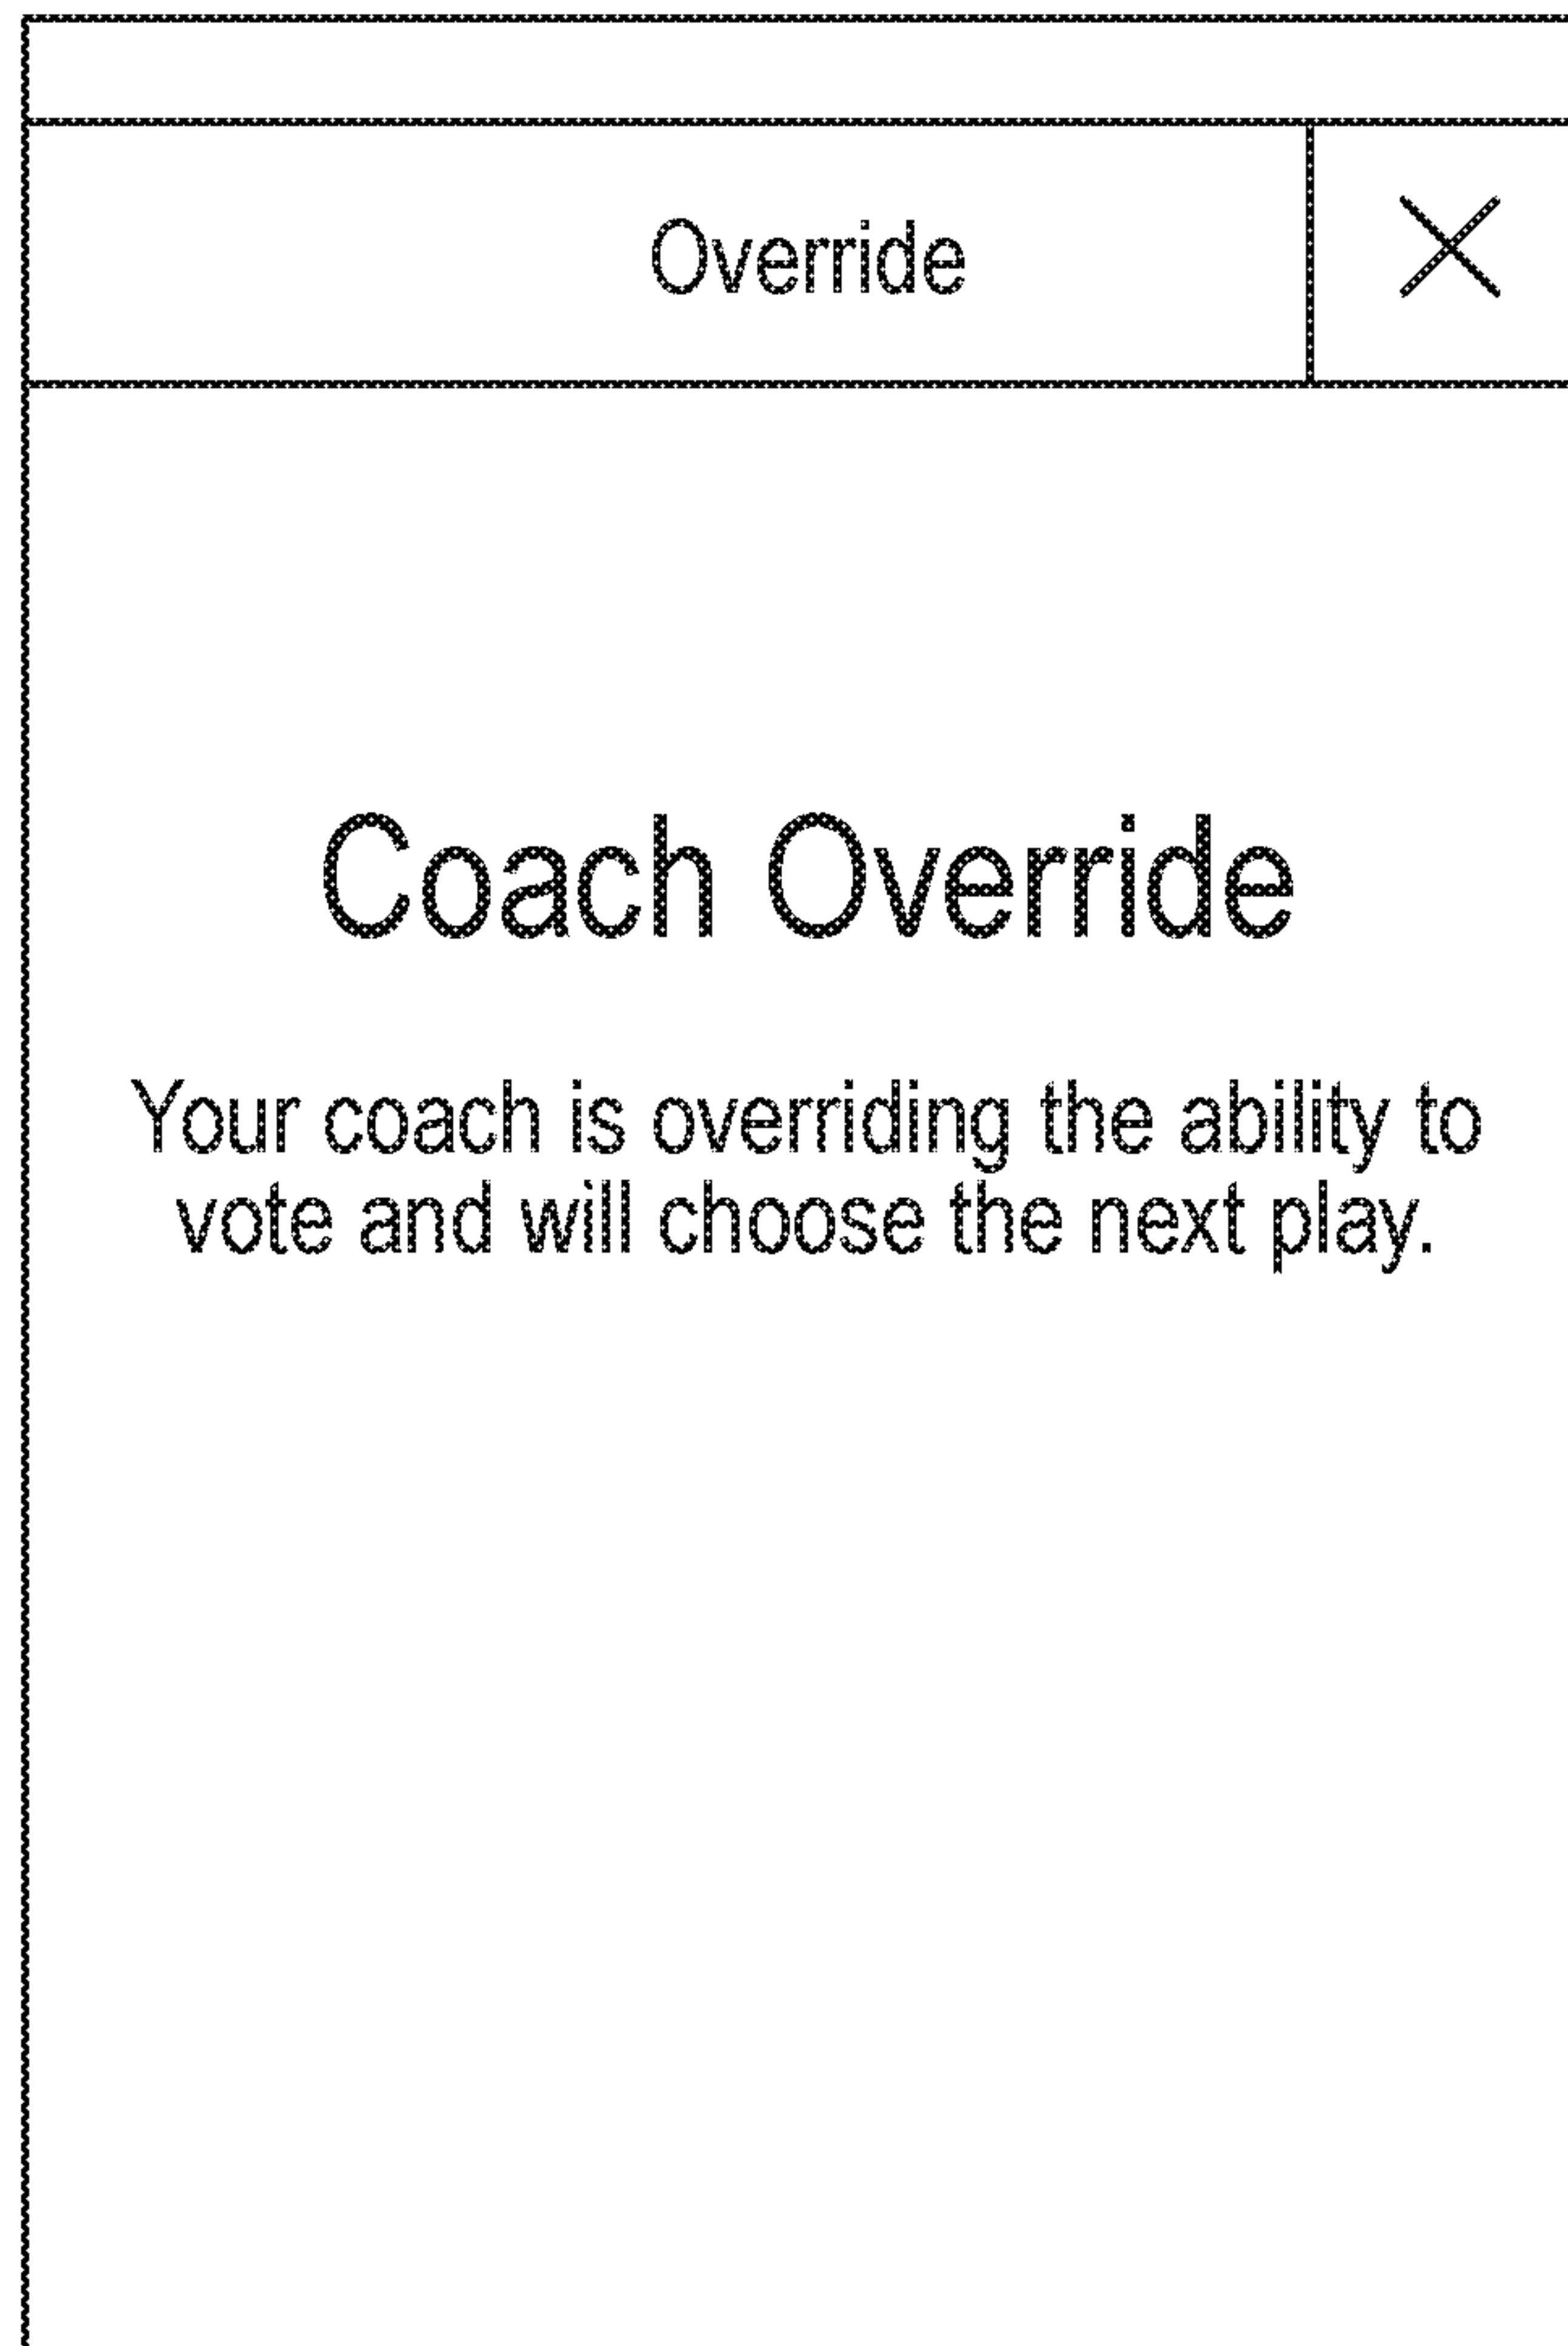 Override
Coach Override
Your coach is overriding the ability to
vote and will choose the next play.